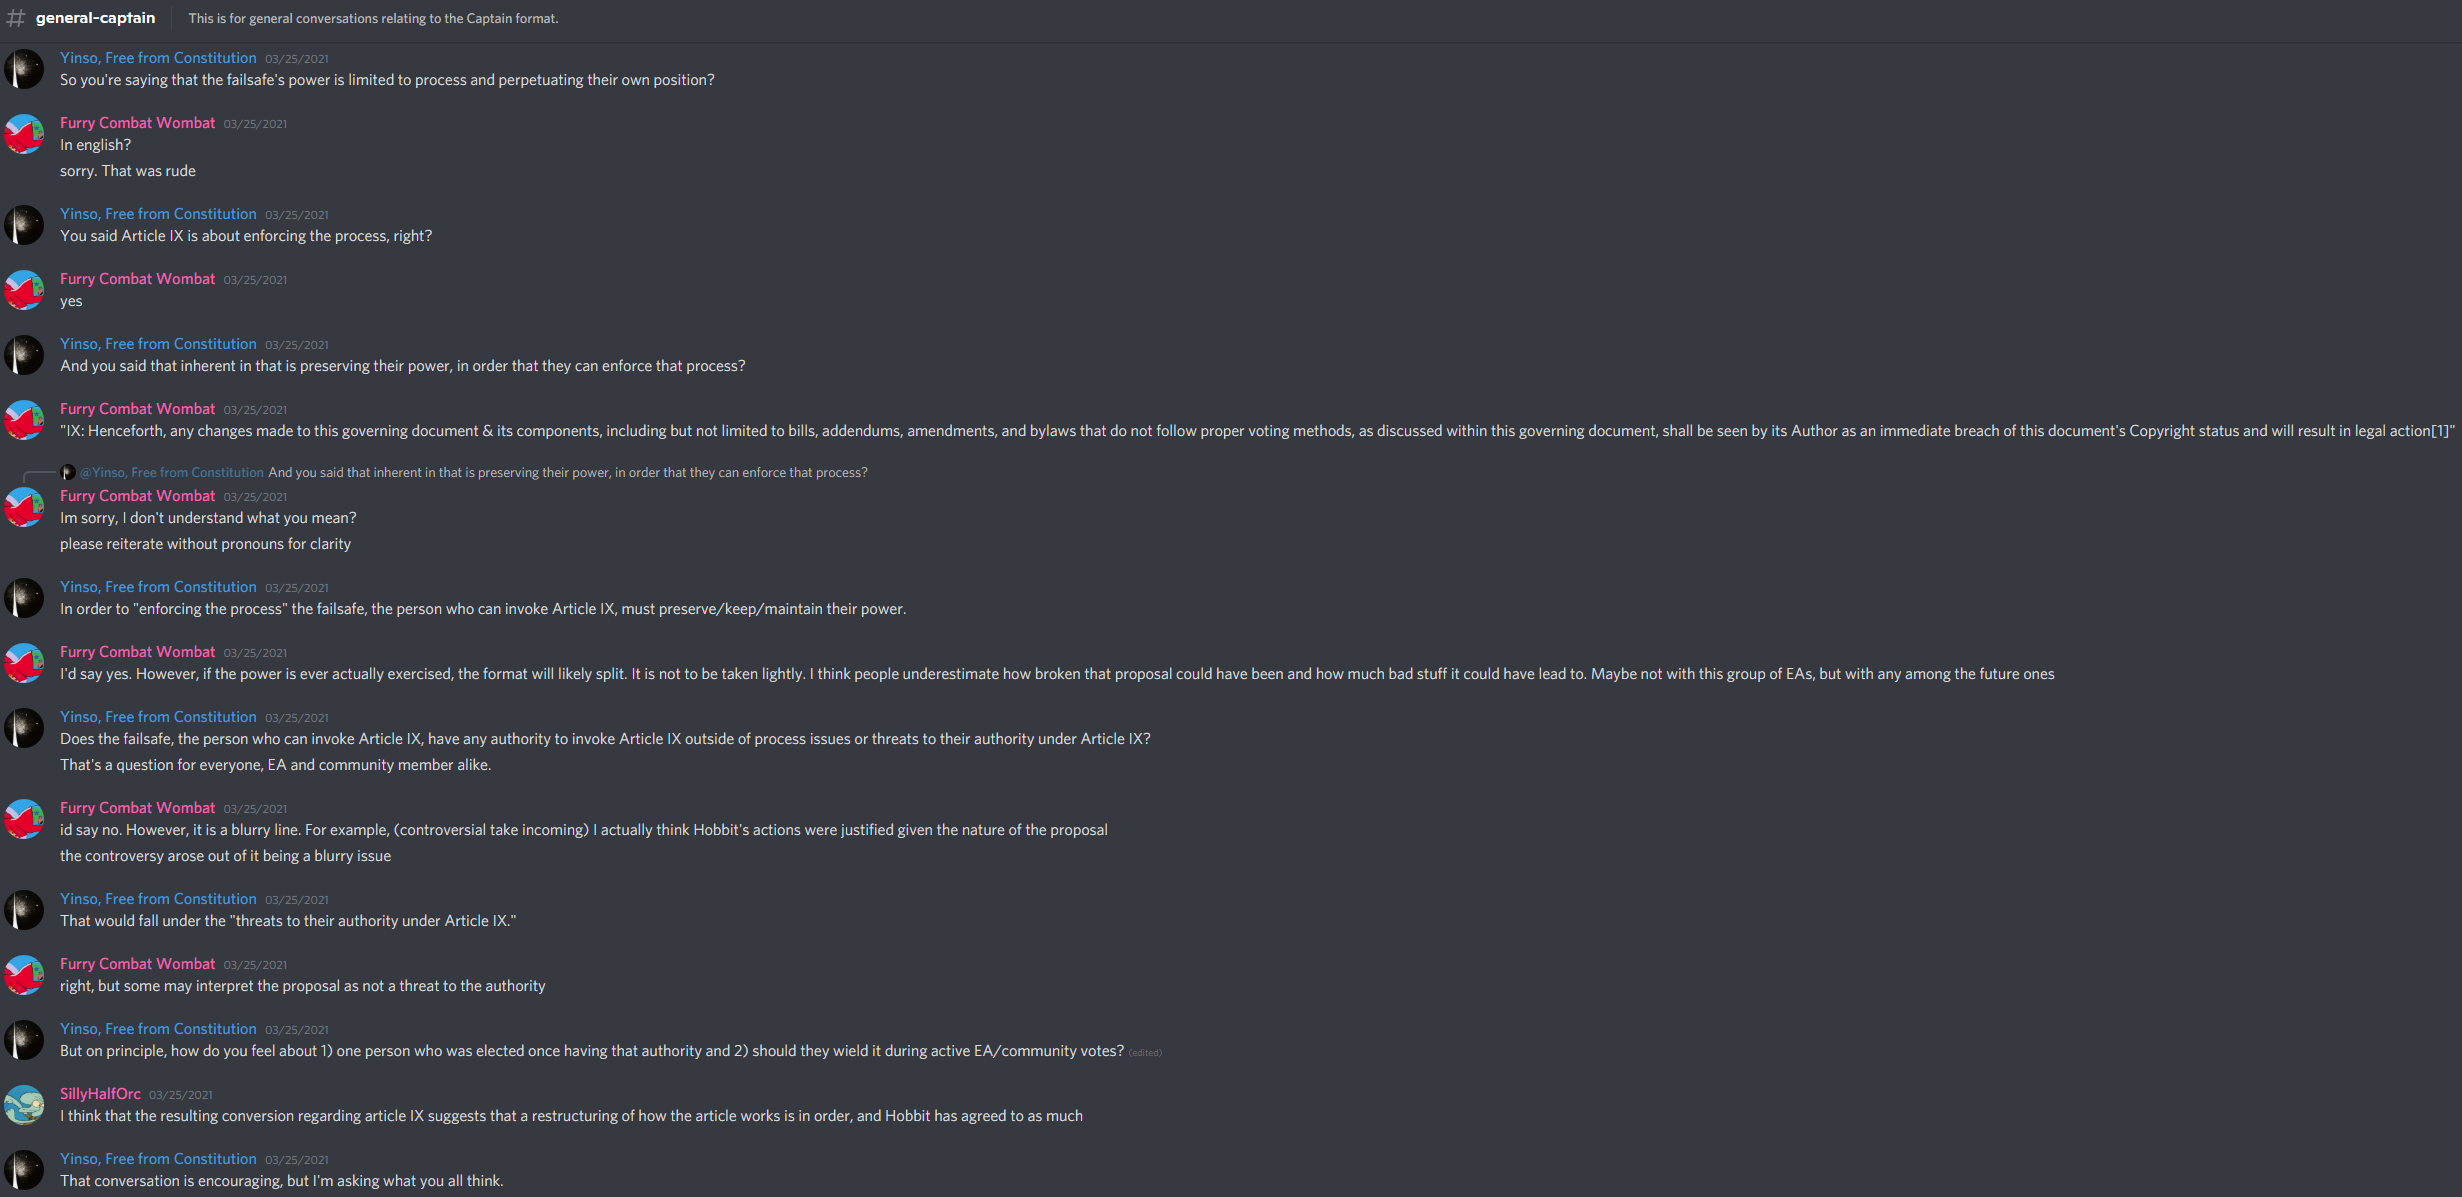 # general-captain | This is for general conversations relating to the Captain format.
Yinso, Free from Constitution 03/25/2021
So you're saying that the failsafe's power is limited to process and perpetuating their own position?
Furry Combat Wombat 03/25/2021
In english?
sorry. That was rude
Yinso, Free from Constitution 03/25/2021
You said Article IX is about enforcing the process, right?
Furry Combat Wombat 03/25/2021
yes
Yinso, Free from Constitution 03/25/2021
And you said that inherent in that is preserving their power, in order that they can enforce that process?
Furry Combat Wombat 03/25/2021
"IX: Henceforth, any changes made to this governing document & its components, including but not limited to bills, addendums, amendments, and bylaws that do not follow proper voting methods, as discussed within this governing document, shall be seen by its Author as an immediate breach of this document's Copyright status and will result in legal action[1]"
@Yinso, Free from Constitution And you said that inherent in that is preserving their power, in order that they can enforce that process?
Furry Combat Wombat 03/25/2021
Im sorry, I don't understand what you mean?
please reiterate without pronouns for clarity
Yinso, Free from Constitution 03/25/2021
In order to "enforcing the process" the failsafe, the person who can invoke Article IX, must preserve/keep/maintain their power.
Furry Combat Wombat 03/25/2021
I'd say yes. However, if the power is ever actually exercised, the format will likely split. It is not to be taken lightly. I think people underestimate how broken that proposal could have been and how much bad stuff it could have lead to. Maybe not with this group of EAs, but with any among the future ones
Yinso, Free from Constitution 03/25/2021
Does the failsafe, the person who can invoke Article IX, have any authority to invoke Article IX outside of process issues or threats to their authority under Article IX?
That's a question for everyone, EA and community member alike.
Furry Combat Wombat 03/25/2021
id say no. However, it is a blurry line. For example, (controversial take incoming) I actually think Hobbit's actions were justified given the nature of the proposal
the controversy arose out of it being a blurry issue
Yinso, Free from Constitution 03/25/2021
That would fall under the "threats to their authority under Article IX."
Furry Combat Wombat 03/25/2021
right, but some may interpret the proposal as not a threat to the authority
Yinso, Free from Constitution 03/25/2021
But on principle, how do you feel about 1) one person who was elected once having that authority and 2) should they wield it during active EA/community votes? (edited)
SillyHalfOrc 03/25/2021
I think that the resulting conversion regarding article IX suggests that a restructuring of how the article works is in order, and Hobbit has agreed to as much
Yinso, Free from Constitution 03/25/2021
That conversation is encouraging, but I'm asking what you all think.